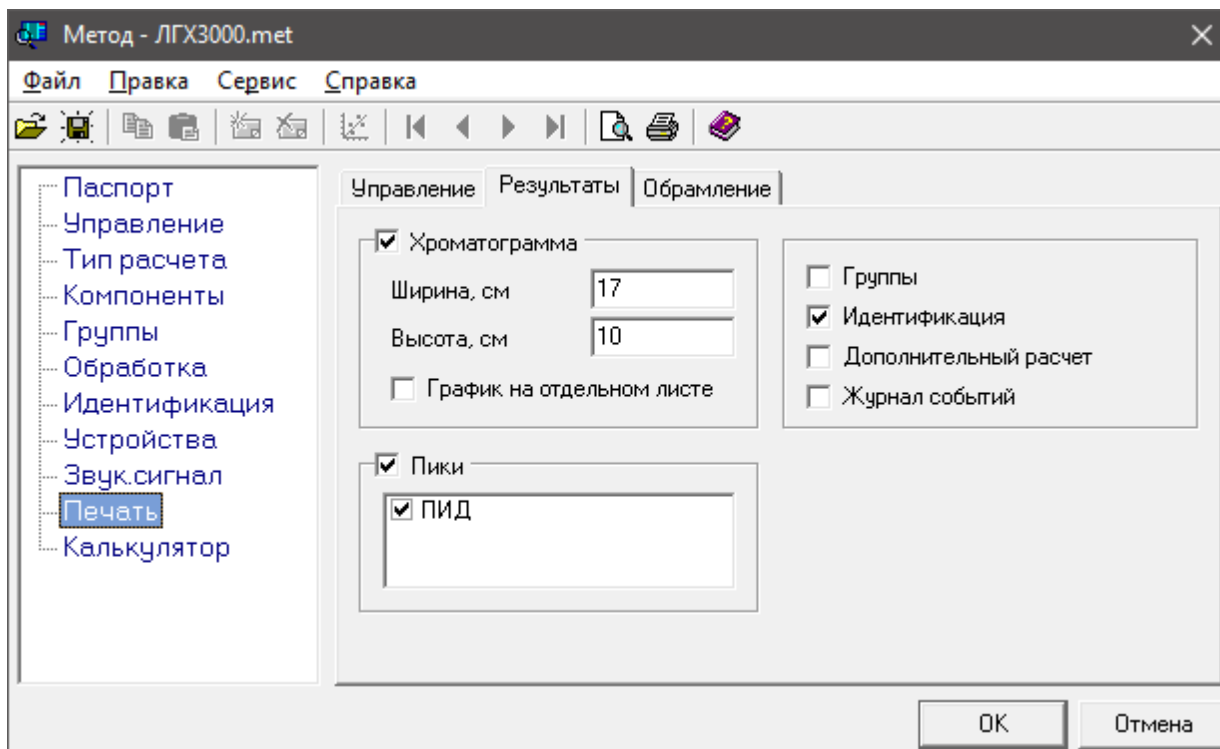 Метод - ЛГХ3000.met
Файл Правка Сервис Справка
Паспорт
Управление
Тип расчета
Компоненты
Группы
Обработка
Идентификация
Устройства
Звук.сигнал
Печать
Калькулятор
Управление Результаты Обрамление
Хроматограмма
Ширина, см 17
Высота, см 10
График на отдельном листе
Пики
ПИД
Группы
Идентификация
Дополнительный расчет
Журнал событий
OK Отмена